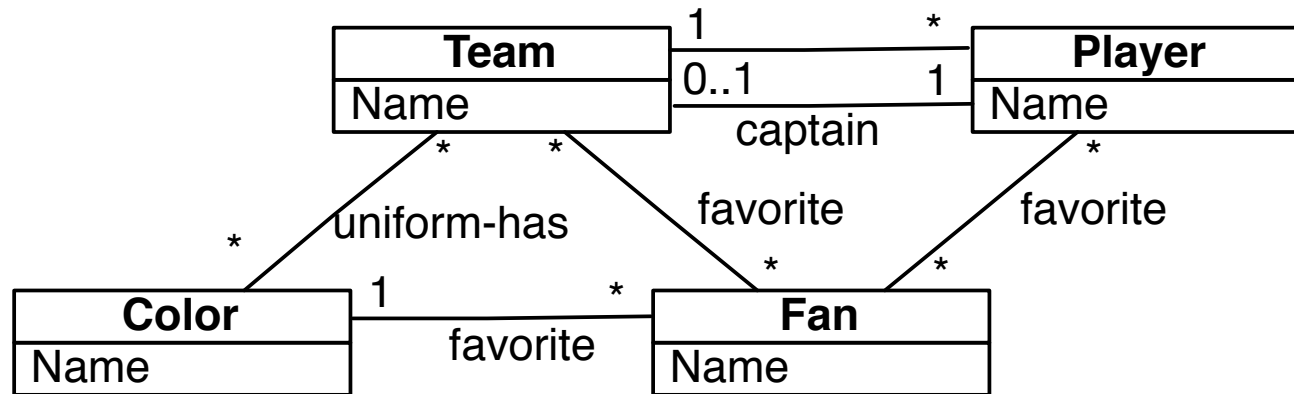 Team
Name
Player
Name
1
*
0..1
1
captain
*
*
*
uniform-has
favorite
favorite
*
*
*
Color
Name
1
*
favorite
Fan
Name